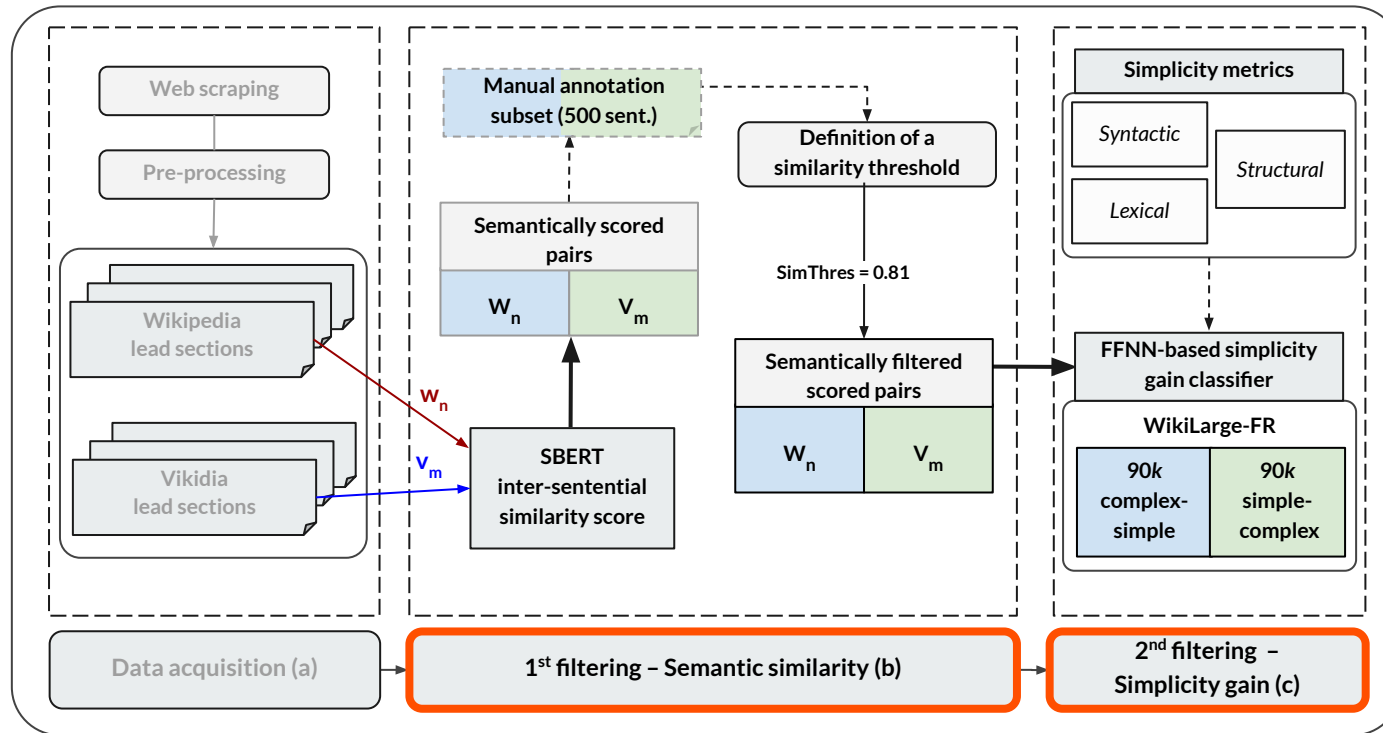 Web scraping
Pre-processing
Wikipedia
lead sections
Vikidia
lead sections
Data acquisition (a)
Manual annotation
subset (500 sent.)
Definition of a
similarity threshold
Semantically scored
pairs
Wn
Vm
SimThres = 0.81
wn
vm
SBERT
inter-sentential
similarity score
Semantically filtered
scored pairs
Wn
Vm
1st filtering – Semantic similarity (b)
Simplicity metrics
Syntactic
Structural
Lexical
FFNN-based simplicity
gain classifier
WikiLarge-FR
90k
complex-
simple
90k
simple-
complex
2nd filtering –
Simplicity gain (c)